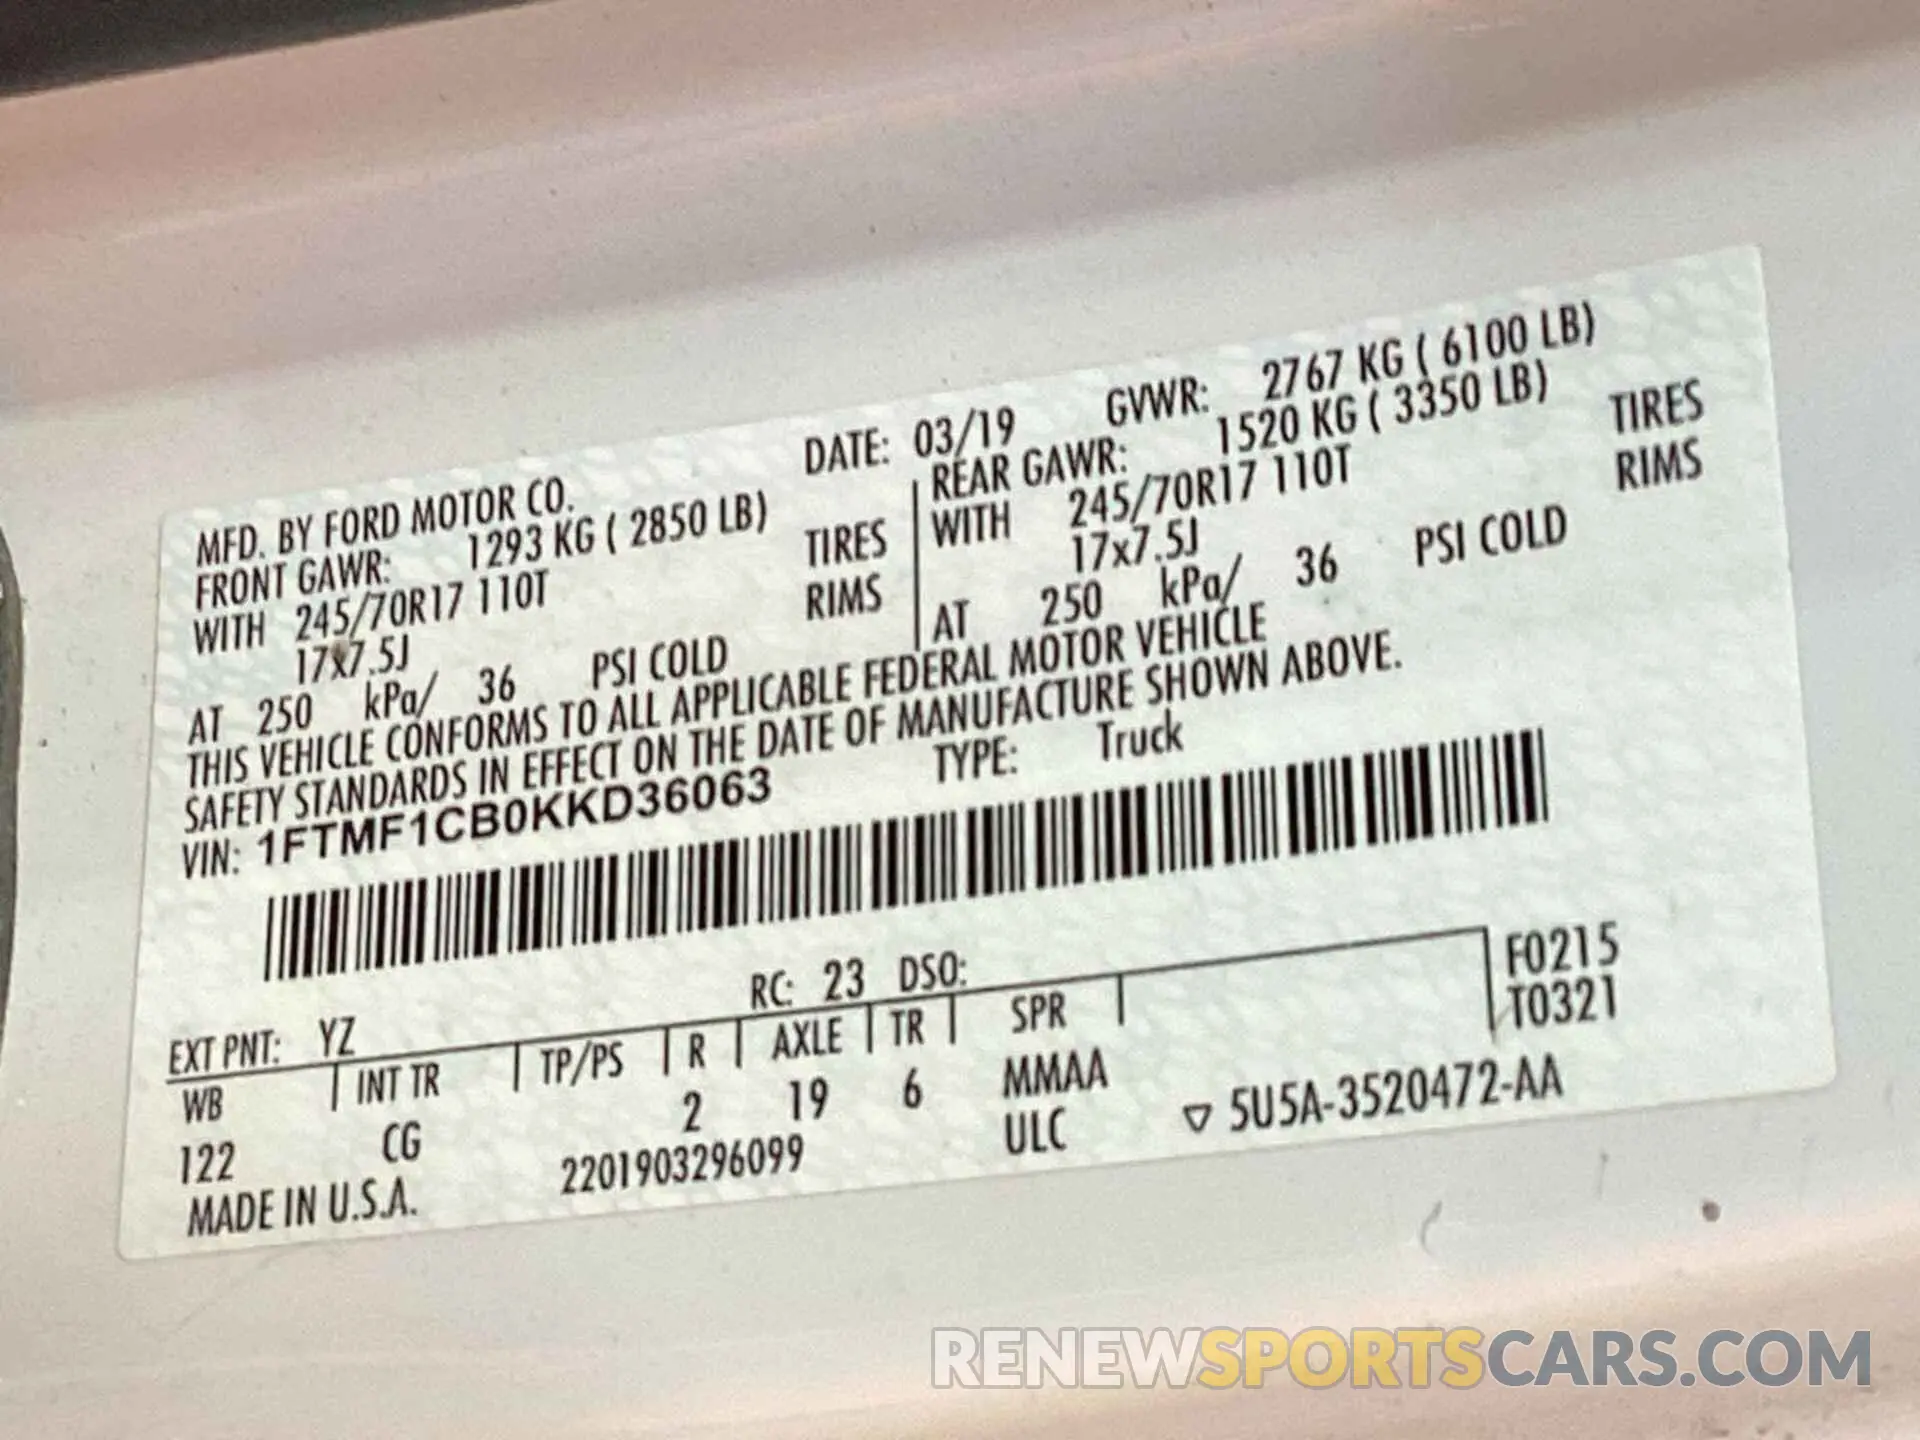 MFD. BY FORD MOTOR CO. DATE: 03/19 GVWR: 2767 KG ( 6100 LB)
FRONT GAWR: 1293 KG ( 2850 LB) REAR GAWR: 1520 KG ( 3350 LB)
WITH 245/70R17 110T TIRES WITH 245/70R17 110T TIRES
17x7.5J RIMS 17x7.5J RIMS
AT 250 kPa/ 36 PSI COLD AT 250 kPa/ 36 PSI COLD
THIS VEHICLE CONFORMS TO ALL APPLICABLE FEDERAL MOTOR VEHICLE
SAFETY STANDARDS IN EFFECT ON THE DATE OF MANUFACTURE SHOWN ABOVE.
VIN: 1FTMF1CB0KKD36063 TYPE: Truck
EXT PNT: YZ RC: 23 DSO: F0215
WB INT TR TP/PS R AXLE TR SPR T0321
122 CG 2 19 6 MMAA
ULC ▽ 5U5A-3520472-AA
MADE IN U.S.A. 2201903296099
RENEWSPORTSCARS.COM